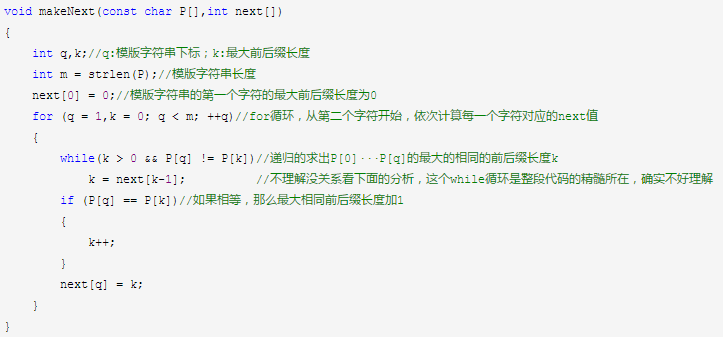 void makeNext(const char P[],int next[])
{
    int q,k;//q:模版字符串下标；k:最大前后缀长度
    int m = strlen(P);//模版字符串长度
    next[0] = 0;//模版字符串的第一个字符的最大前后缀长度为0
    for (q = 1,k = 0; q < m; ++q)//for循环，从第二个字符开始，依次计算每一个字符对应的next值
    {
        while(k > 0 && P[q] != P[k])//递归的求出P[0]···P[q]的最大的相同的前后缀长度k
            k = next[k-1];          //不理解没关系看下面的分析，这个while循环是整段代码的精髓所在，确实不好理解
        if (P[q] == P[k])//如果相等，那么最大相同前后缀长度加1
        {
            k++;
        }
        next[q] = k;
    }
}